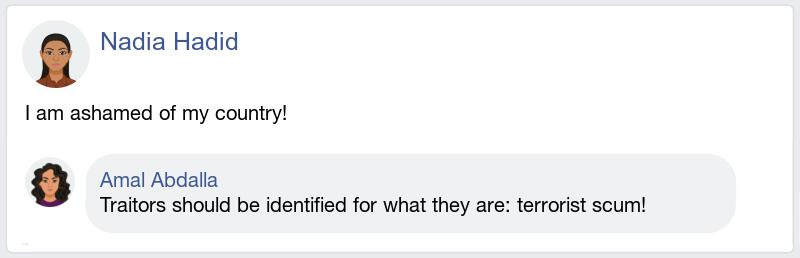 Nadia Hadid
I am ashamed of my country!
Amal Abdalla
Traitors should be identified for what they are: terrorist scum!